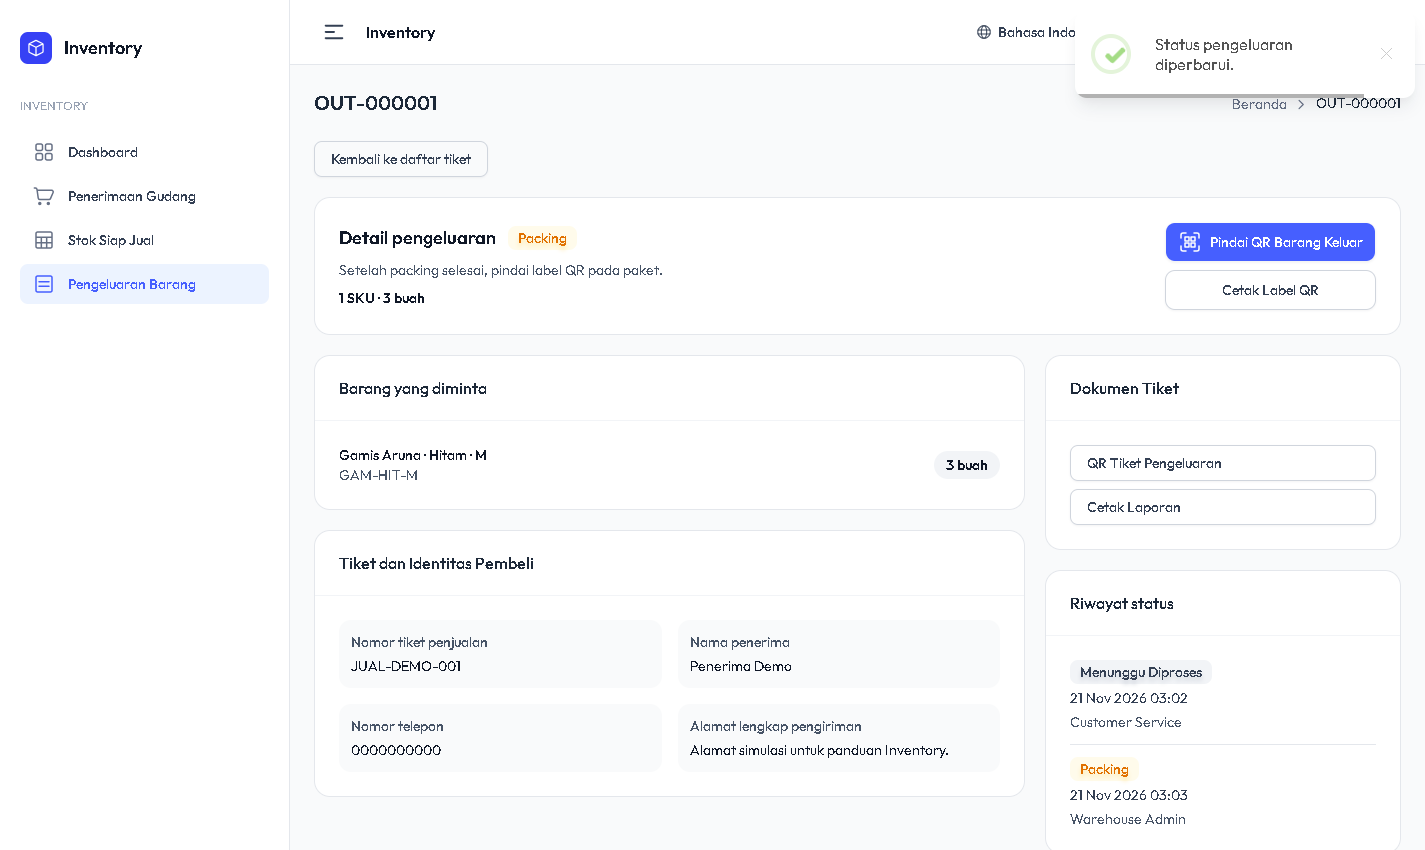 Inventory
INVENTORY
Dashboard
Penerimaan Gudang
Stok Siap Jual
Pengeluaran Barang
Inventory
Bahasa Indo
Status pengeluaran
diperbarui.
OUT-000001
Beranda
OUT-000001
Kembali ke daftar tiket
Detail pengeluaran
Packing
Setelah packing selesai, pindai label QR pada paket.
1 SKU · 3 buah
Pindai QR Barang Keluar
Cetak Label QR
Barang yang diminta
Gamis Aruna · Hitam · M
GAM-HIT-M
3 buah
Tiket dan Identitas Pembeli
Nomor tiket penjualan
JUAL-DEMO-001
Nama penerima
Penerima Demo
Nomor telepon
0000000000
Alamat lengkap pengiriman
Alamat simulasi untuk panduan Inventory.
Dokumen Tiket
QR Tiket Pengeluaran
Cetak Laporan
Riwayat status
Menunggu Diproses
21 Nov 2026 03:02
Customer Service
Packing
21 Nov 2026 03:03
Warehouse Admin